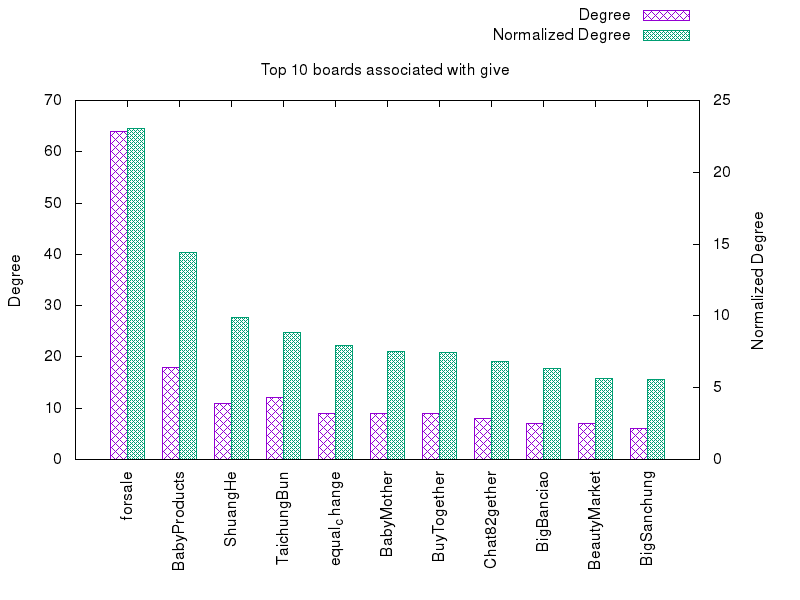 Degree
Normalized Degree
Top 10 boards associated with give
70
60
50
40
30
20
10
0
25
20
15
10
5
0
Degree
Normalized Degree
forsale
BabyProducts
ShuangHe
TaichungBun
equalchange
BabyMother
BuyTogether
Chat82gether
BigBanciao
BeautyMarket
BigSanchung